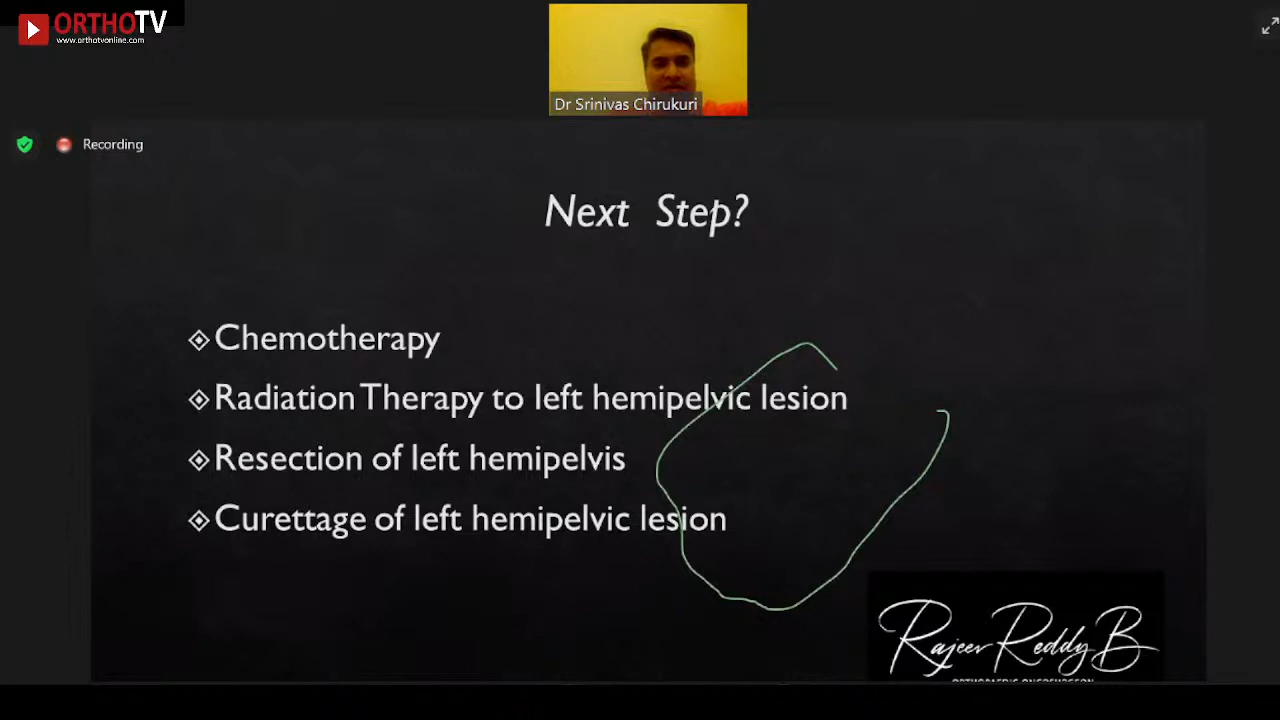 ORTHOTV
www.orthotvonline.com
Dr Srinivas Chirukuri
Recording
Next Step?
Chemotherapy
Radiation Therapy to left hemipelvic lesion
Resection of left hemipelvis
Curettage of left hemipelvic lesion
Rajeev Reddy B